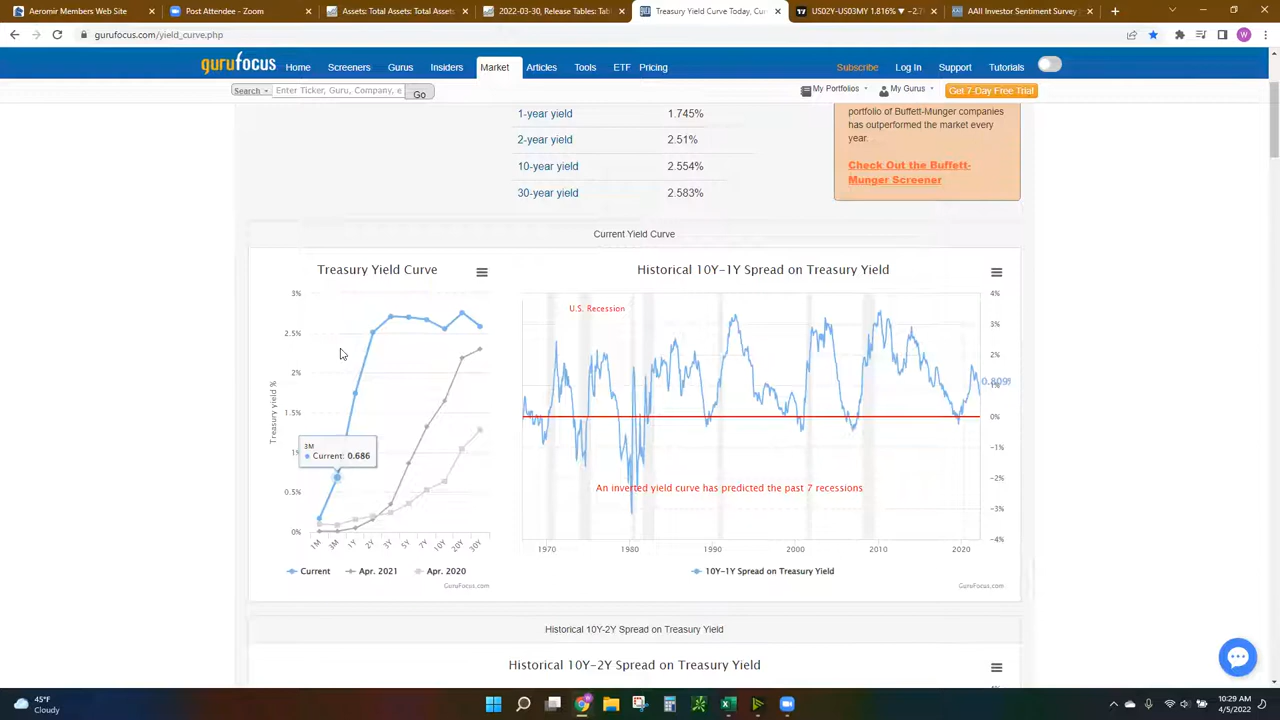 Aeromir Members Web Site
Post Attendee - Zoom
Assets: Total Assets: Total Assets
2022-03-30, Release Tables: Tabl
Treasury Yield Curve Today, Curr
US02Y-US03MY 1.816% ▼ −2.7
AAII Investor Sentiment Survey
gurufocus.com/yield_curve.php
W
gurufocus
Home
Screeners
Gurus
Insiders
Market
Articles
Tools
ETF
Pricing
Subscribe
Log In
Support
Tutorials
Search
Enter Ticker, Guru, Company, e
Go
My Portfolios
My Gurus
Get 7-Day Free Trial
1-year yield 1.745%
2-year yield 2.51%
10-year yield 2.554%
30-year yield 2.583%
portfolio of Buffett-Munger companies
has outperformed the market every
year.
Check Out the Buffett-
Munger Screener
Current Yield Curve
Treasury Yield Curve
3%
2.5%
2%
1.5%
1%
0.5%
0%
Treasury yield %
3M
Current: 0.686
1M 3M 1Y 2Y 3Y 5Y 7Y 10Y 20Y 30Y
Current Apr. 2021 Apr. 2020
GuruFocus.com
Historical 10Y-1Y Spread on Treasury Yield
U.S. Recession
4%
3%
2%
1%
0%
−1%
−2%
−3%
−4%
An inverted yield curve has predicted the past 7 recessions
1970 1980 1990 2000 2010 2020
10Y-1Y Spread on Treasury Yield
GuruFocus.com
Historical 10Y-2Y Spread on Treasury Yield
Historical 10Y-2Y Spread on Treasury Yield
45°F
Cloudy
10:29 AM
4/5/2022